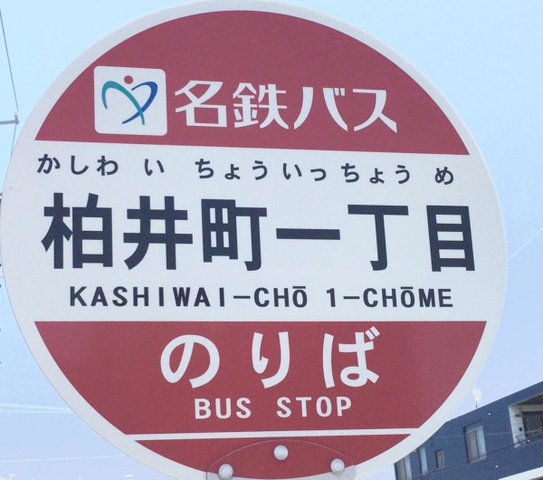 名鉄バス
かしわ い ちょう いっ ちょう め
柏井町一丁目
KASHIWAI-CHŌ 1-CHŌME
のりば
BUS STOP